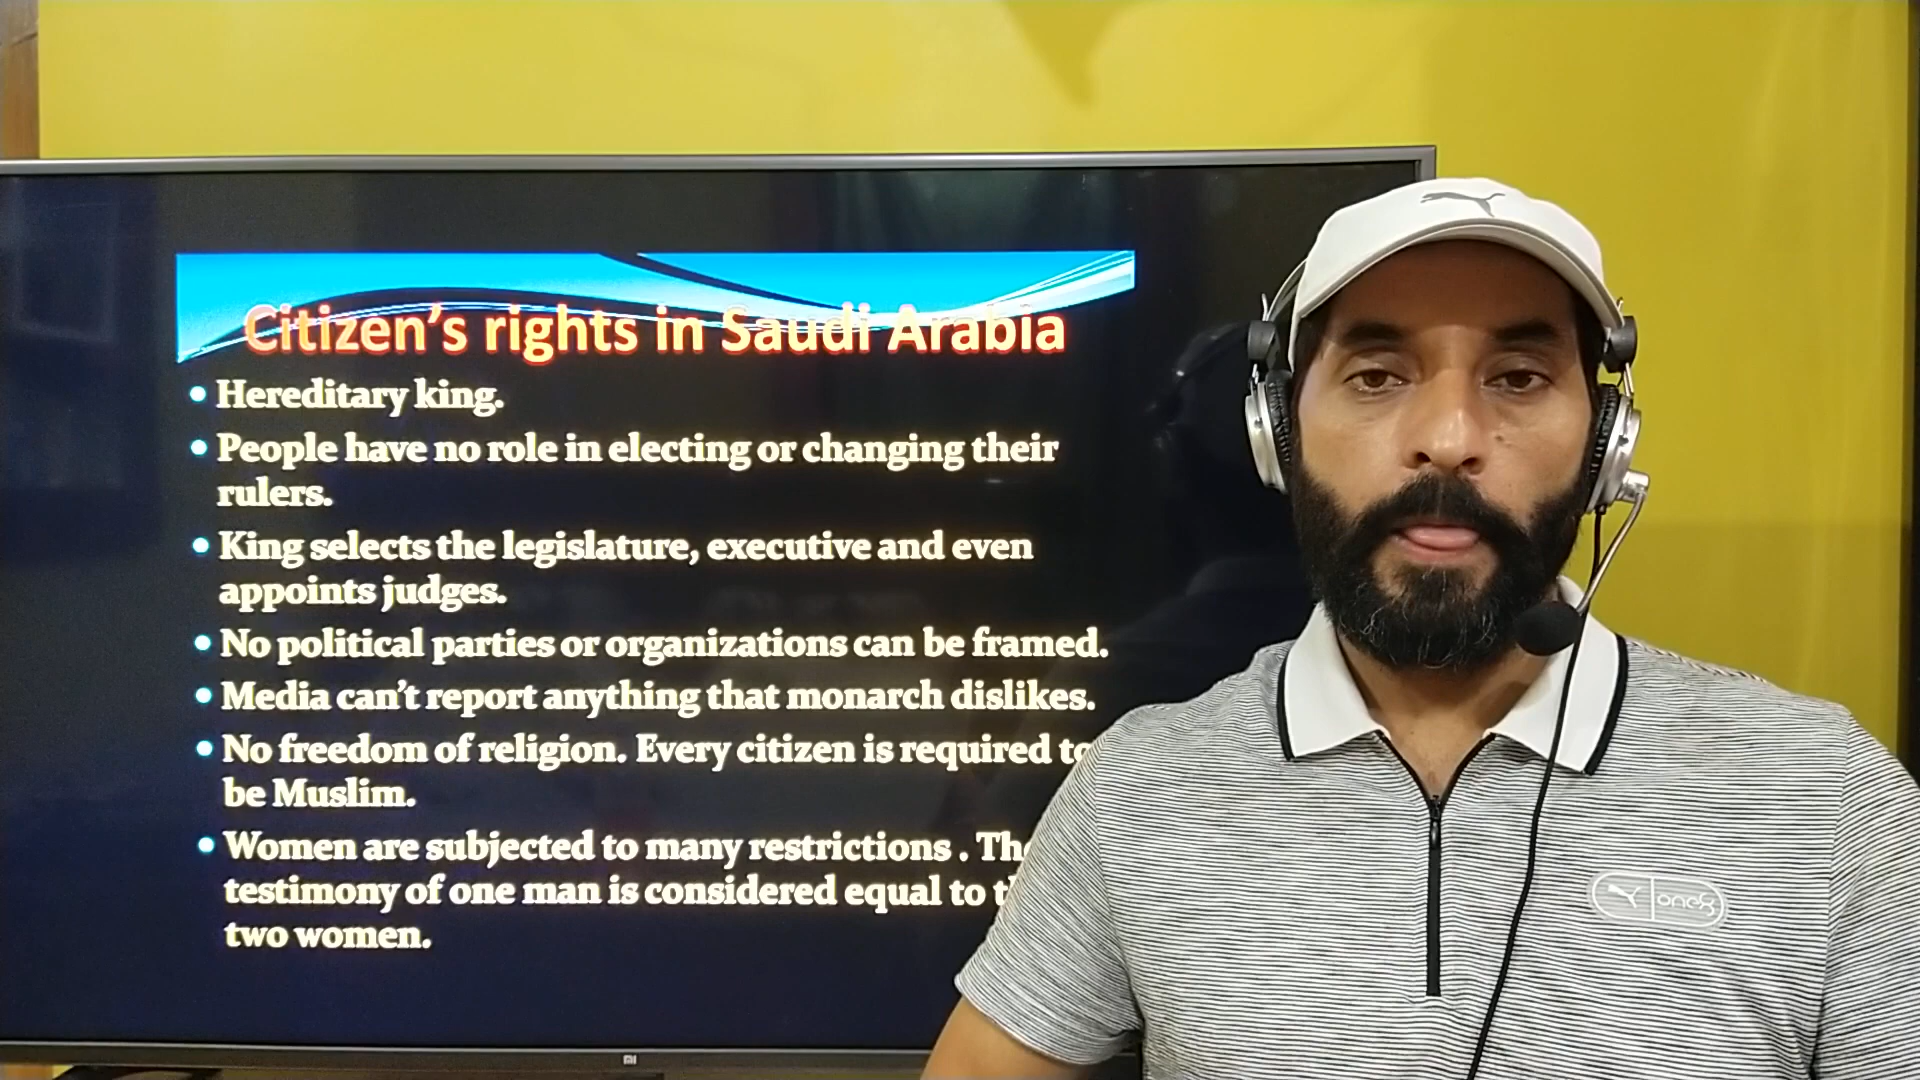 Citizen's rights in Saudi Arabia
• Hereditary king.
• People have no role in electing or changing their
rulers.
• King selects the legislature, executive and even
appoints judges.
• No political parties or organizations can be framed.
• Media can't report anything that monarch dislikes.
• No freedom of religion. Every citizen is required
be Muslim.
• Women are subjected to many restrictions .
testimony of one man is considered equal to
two women.
mi
one8